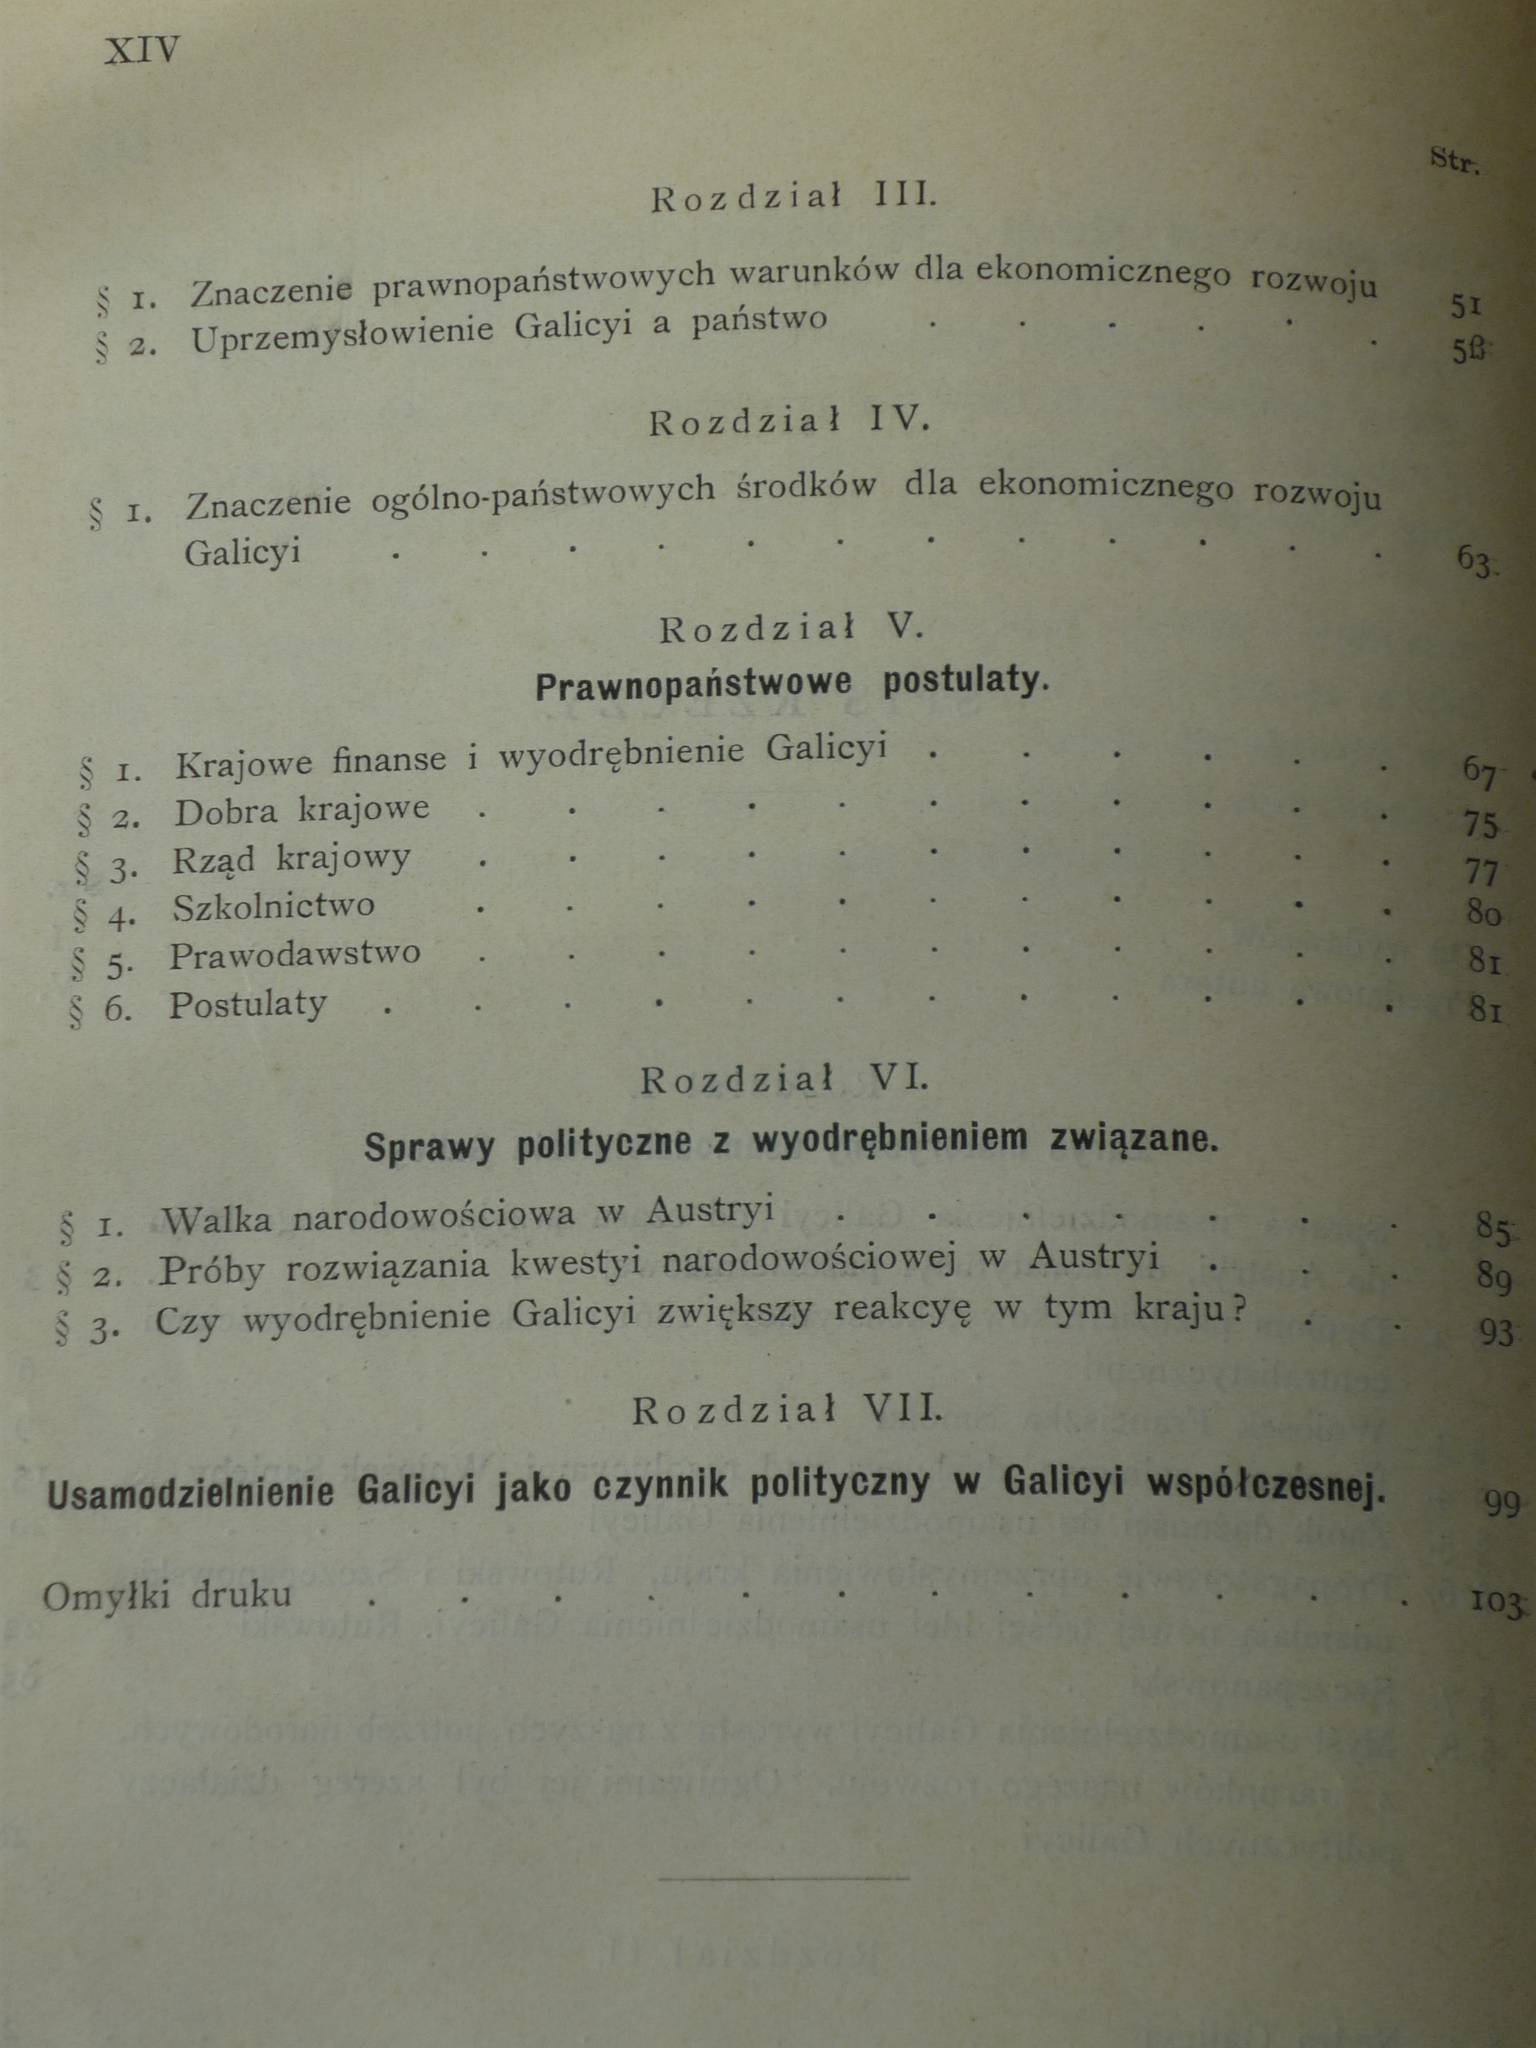 XIV
Str.
Rozdział III.
§ 1. Znaczenie prawnopaństwowych warunków dla ekonomicznego rozwoju 51
§ 2. Uprzemysłowienie Galicyi a państwo . . . . . . 58
Rozdział IV.
§ 1. Znaczenie ogólno-państwowych środków dla ekonomicznego rozwoju
Galicyi . . . . . . . . . . . . 63
Rozdział V.
Prawnopaństwowe postulaty.
§ 1. Krajowe finanse i wyodrębnienie Galicyi . . . . . . 67
§ 2. Dobra krajowe . . . . . . . . . . . 75
§ 3. Rząd krajowy . . . . . . . . . . . 77
§ 4. Szkolnictwo . . . . . . . . . . . 80
§ 5. Prawodawstwo . . . . . . . . . . . 81
§ 6. Postulaty . . . . . . . . . . . . 81
Rozdział VI.
Sprawy polityczne z wyodrębnieniem związane.
§ 1. Walka narodowościowa w Austryi . . . . . . . 85
§ 2. Próby rozwiązania kwestyi narodowościowej w Austryi . . . 89
§ 3. Czy wyodrębnienie Galicyi zwiększy reakcyę w tym kraju? . . 93
Rozdział VII.
Usamodzielnienie Galicyi jako czynnik polityczny w Galicyi współczesnej. 99
Omyłki druku . . . . . . . . . . . . 103